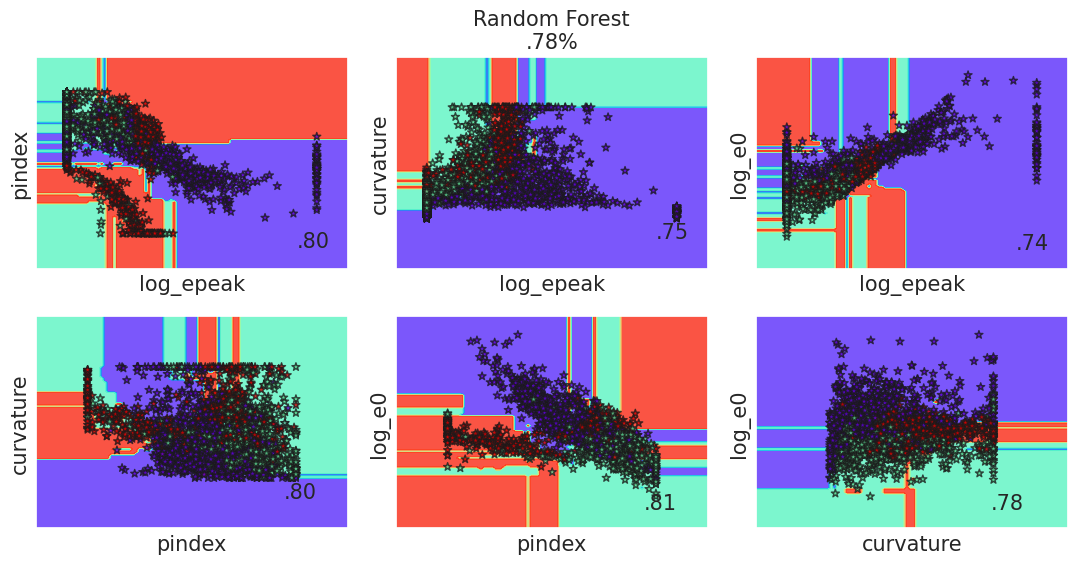 Random Forest
.78%
pindex
.80
log_epeak
curvature
.75
log_epeak
log_e0
.74
log_epeak
curvature
.80
pindex
log_e0
.81
pindex
log_e0
.78
curvature